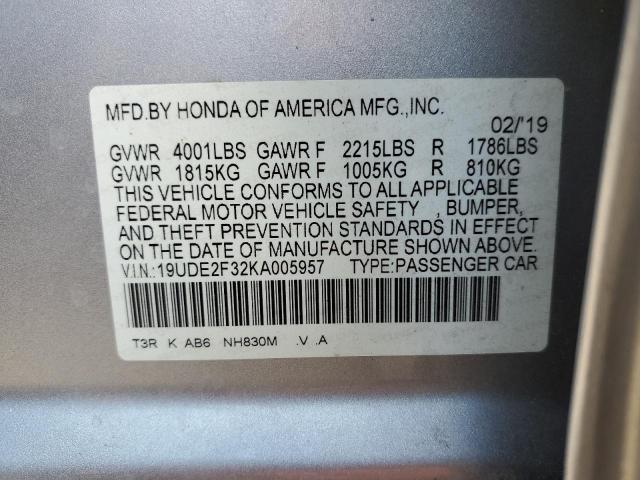 MFD.BY HONDA OF AMERICA MFG.,INC.
02/'19
GVWR 4001LBS GAWR F 2215LBS R 1786LBS
GVWR 1815KG GAWR F 1005KG R 810KG
THIS VEHICLE CONFORMS TO ALL APPLICABLE
FEDERAL MOTOR VEHICLE SAFETY , BUMPER,
AND THEFT PREVENTION STANDARDS IN EFFECT
ON THE DATE OF MANUFACTURE SHOWN ABOVE.
V.I.N.:19UDE2F32KA005957 TYPE:PASSENGER CAR
T3R K AB6 NH830M .V .A